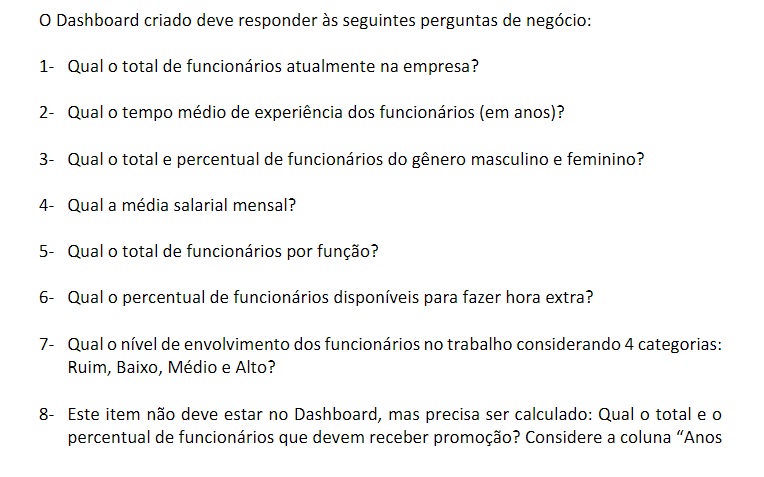 O Dashboard criado deve responder às seguintes perguntas de negócio:
1- Qual o total de funcionários atualmente na empresa?
2- Qual o tempo médio de experiência dos funcionários (em anos)?
3- Qual o total e percentual de funcionários do gênero masculino e feminino?
4- Qual a média salarial mensal?
5- Qual o total de funcionários por função?
6- Qual o percentual de funcionários disponíveis para fazer hora extra?
7- Qual o nível de envolvimento dos funcionários no trabalho considerando 4 categorias:
Ruim, Baixo, Médio e Alto?
8- Este item não deve estar no Dashboard, mas precisa ser calculado: Qual o total e o
percentual de funcionários que devem receber promoção? Considere a coluna “Anos